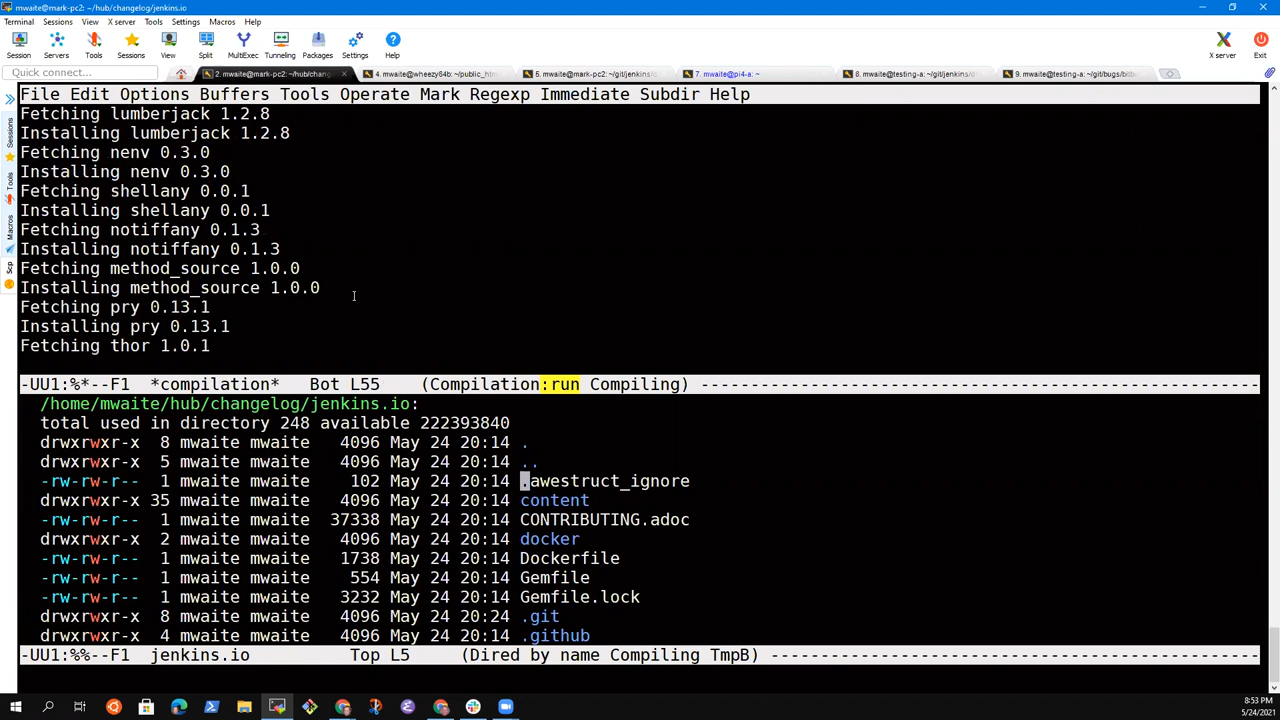 mwaite@mark-pc2: ~/hub/changelog/jenkins.io
Terminal Sessions View X server Tools Settings Macros Help
Session Servers Tools Sessions View Split MultiExec Tunneling Packages Settings Help X server Exit
Quick connect...
2. mwaite@mark-pc2: ~/hub/chang
4. mwaite@wheezy64b: ~/public_htm
5. mwaite@mark-pc2: ~/git/jenkins/
7. mwaite@pi4-a: ~
8. mwaite@testing-a: ~/git/jenkins/
9. mwaite@testing-a: ~/git/bugs/
Sessions
Tools
Macros
Scp
File Edit Options Buffers Tools Operate Mark Regexp Immediate Subdir Help
Fetching lumberjack 1.2.8
Installing lumberjack 1.2.8
Fetching nenv 0.3.0
Installing nenv 0.3.0
Fetching shellany 0.0.1
Installing shellany 0.0.1
Fetching notiffany 0.1.3
Installing notiffany 0.1.3
Fetching method_source 1.0.0
Installing method_source 1.0.0
Fetching pry 0.13.1
Installing pry 0.13.1
Fetching thor 1.0.1
-UU1:%*--F1 *compilation* Bot L55 (Compilation:run Compiling) --------------------------------------------------------
/home/mwaite/hub/changelog/jenkins.io:
total used in directory 248 available 222393840
drwxrwxr-x 8 mwaite mwaite 4096 May 24 20:14 .
drwxrwxr-x 5 mwaite mwaite 4096 May 24 20:14 ..
-rw-rw-r-- 1 mwaite mwaite 102 May 24 20:14 .awestruct_ignore
drwxrwxr-x 35 mwaite mwaite 4096 May 24 20:14 content
-rw-rw-r-- 1 mwaite mwaite 37338 May 24 20:14 CONTRIBUTING.adoc
drwxrwxr-x 2 mwaite mwaite 4096 May 24 20:14 docker
-rw-rw-r-- 1 mwaite mwaite 1738 May 24 20:14 Dockerfile
-rw-rw-r-- 1 mwaite mwaite 554 May 24 20:14 Gemfile
-rw-rw-r-- 1 mwaite mwaite 3232 May 24 20:14 Gemfile.lock
drwxrwxr-x 8 mwaite mwaite 4096 May 24 20:24 .git
drwxrwxr-x 4 mwaite mwaite 4096 May 24 20:14 .github
-UU1:%%--F1 jenkins.io Top L5 (Dired by name Compiling TmpB) --------------------------------------------------
8:53 PM
5/24/2021